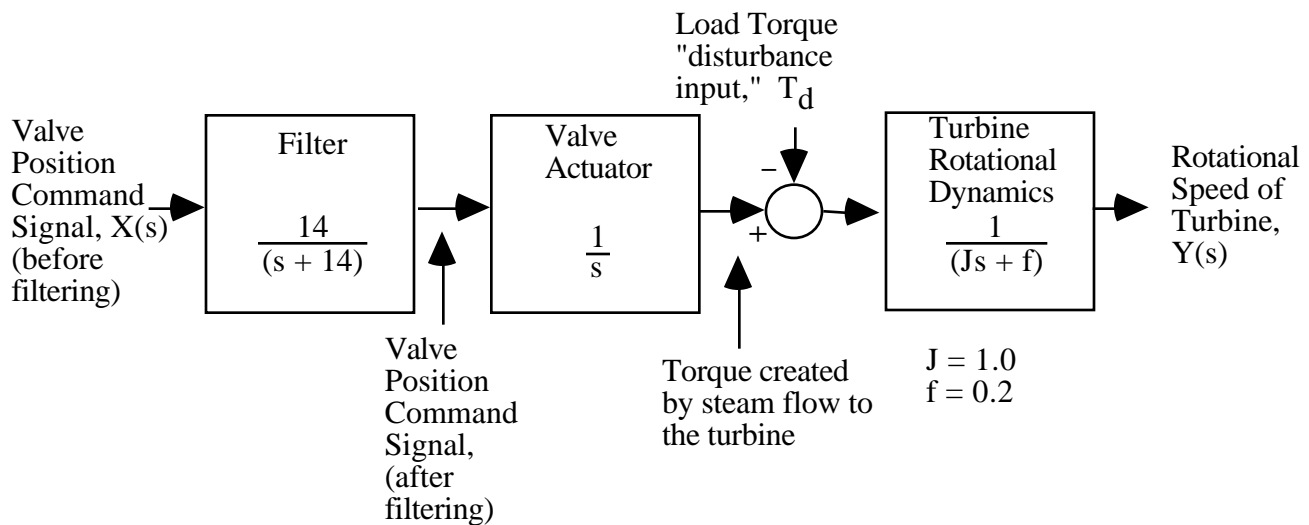 Load Torque
"disturbance
input," Td
Valve
Position
Command
Signal, X(s)
(before
filtering)
Filter
14
(s + 14)
Valve
Actuator
1
s
−
+
Turbine
Rotational
Dynamics
1
(Js + f)
Rotational
Speed of
Turbine,
Y(s)
Valve
Position
Command
Signal,
(after
filtering)
Torque created
by steam flow to
the turbine
J = 1.0
f = 0.2